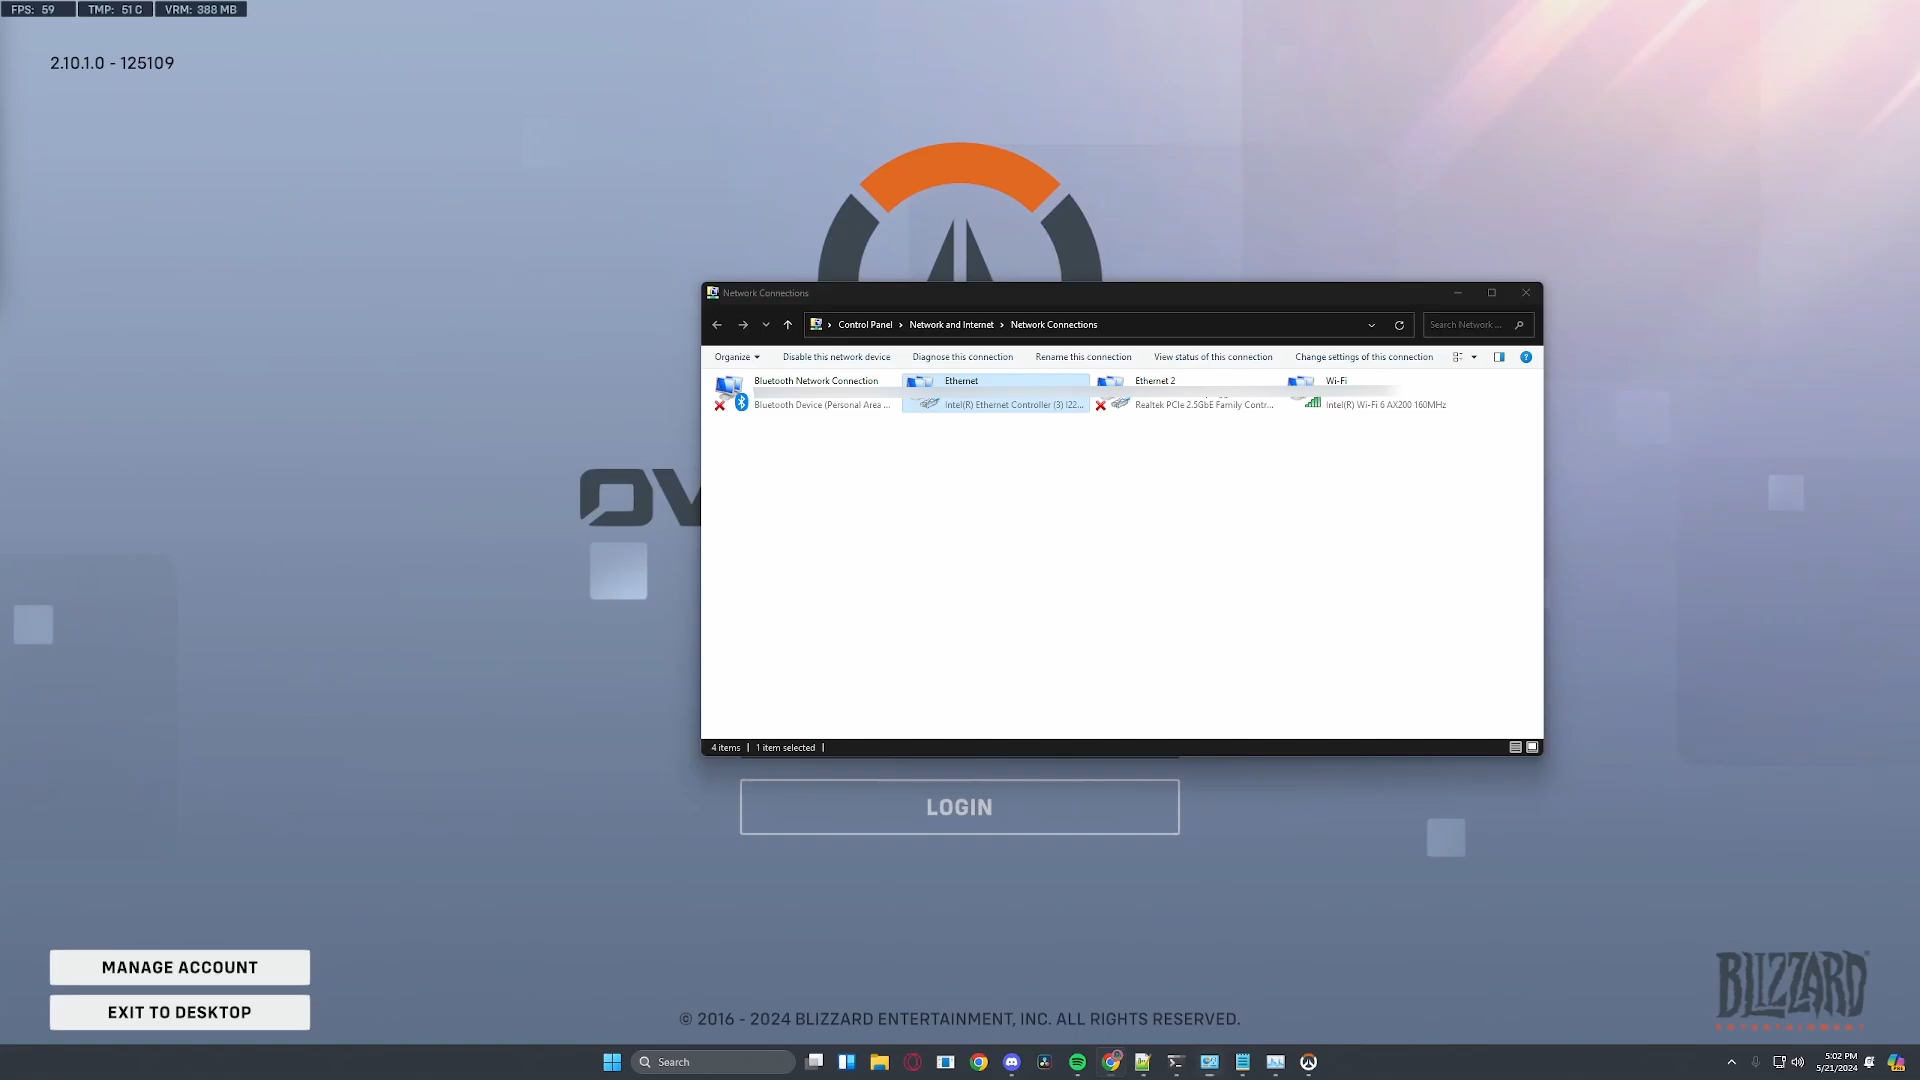 FPS: 59 TMP: 51 C VRM: 388 MB
2.10.1.0 - 125109
Network Connections
Control Panel › Network and Internet › Network Connections
Search Network ...
Organize Disable this network device Diagnose this connection Rename this connection View status of this connection Change settings of this connection
Bluetooth Network Connection
Bluetooth Device (Personal Area ...
Ethernet
Intel(R) Ethernet Controller (3) I22...
Ethernet 2
Realtek PCIe 2.5GbE Family Contr...
Wi-Fi
Intel(R) Wi-Fi 6 AX200 160MHz
OV
4 items | 1 item selected |
LOGIN
MANAGE ACCOUNT
EXIT TO DESKTOP
© 2016 - 2024 BLIZZARD ENTERTAINMENT, INC. ALL RIGHTS RESERVED.
BLIZZARD
ENTERTAINMENT
Search
5:02 PM
5/21/2024